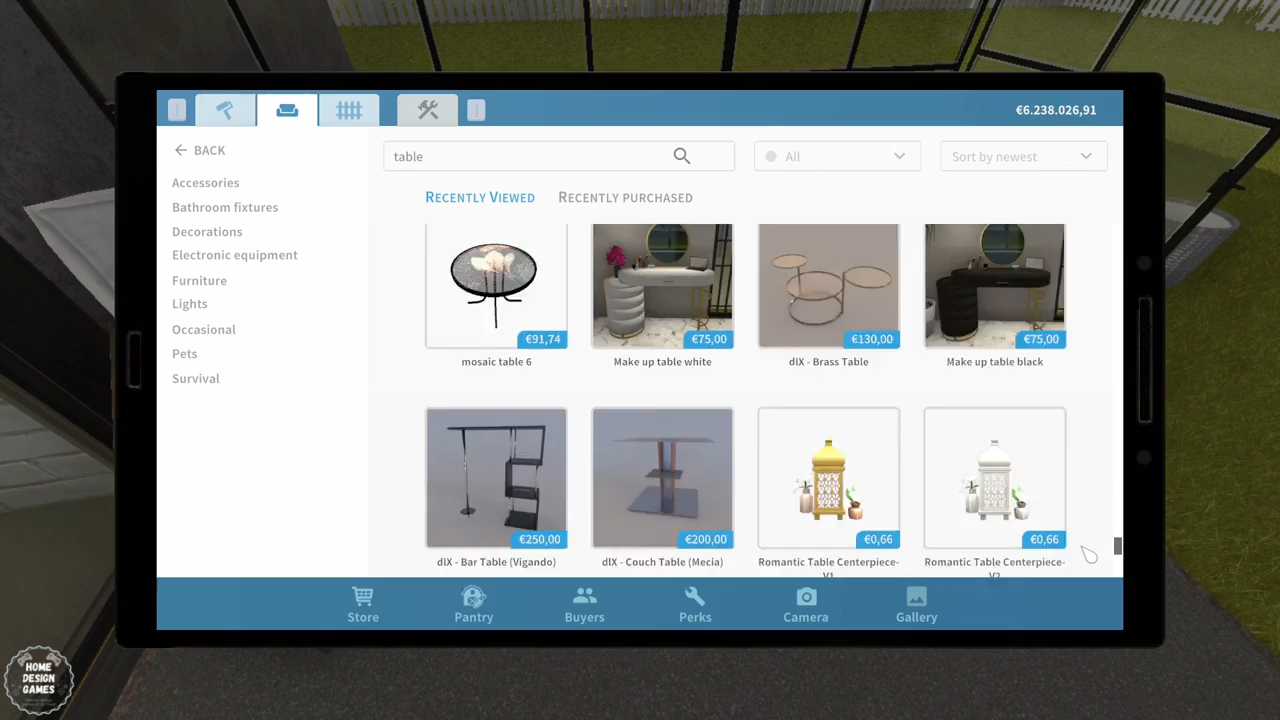 €6.238.026,91
BACK
table
All
Sort by newest
Accessories
Bathroom fixtures
Decorations
Electronic equipment
Furniture
Lights
Occasional
Pets
Survival
RECENTLY VIEWED
RECENTLY PURCHASED
€91,74
€75,00
€130,00
€75,00
mosaic table 6
Make up table white
dlX - Brass Table
Make up table black
€250,00
€200,00
€0,66
€0,66
dlX - Bar Table (Vigando)
dlX - Couch Table (Mecia)
Romantic Table Centerpiece-
V1
Romantic Table Centerpiece-
V2
Store
Pantry
Buyers
Perks
Camera
Gallery
HOME
DESIGN
GAMES